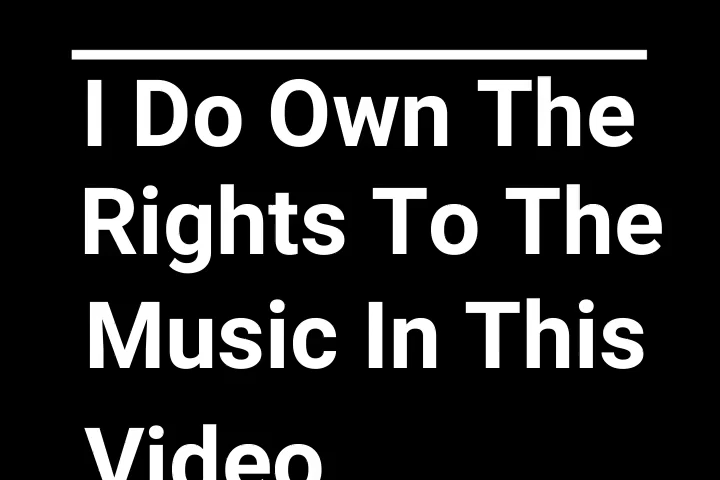 I Do Own The
Rights To The
Music In This
Video